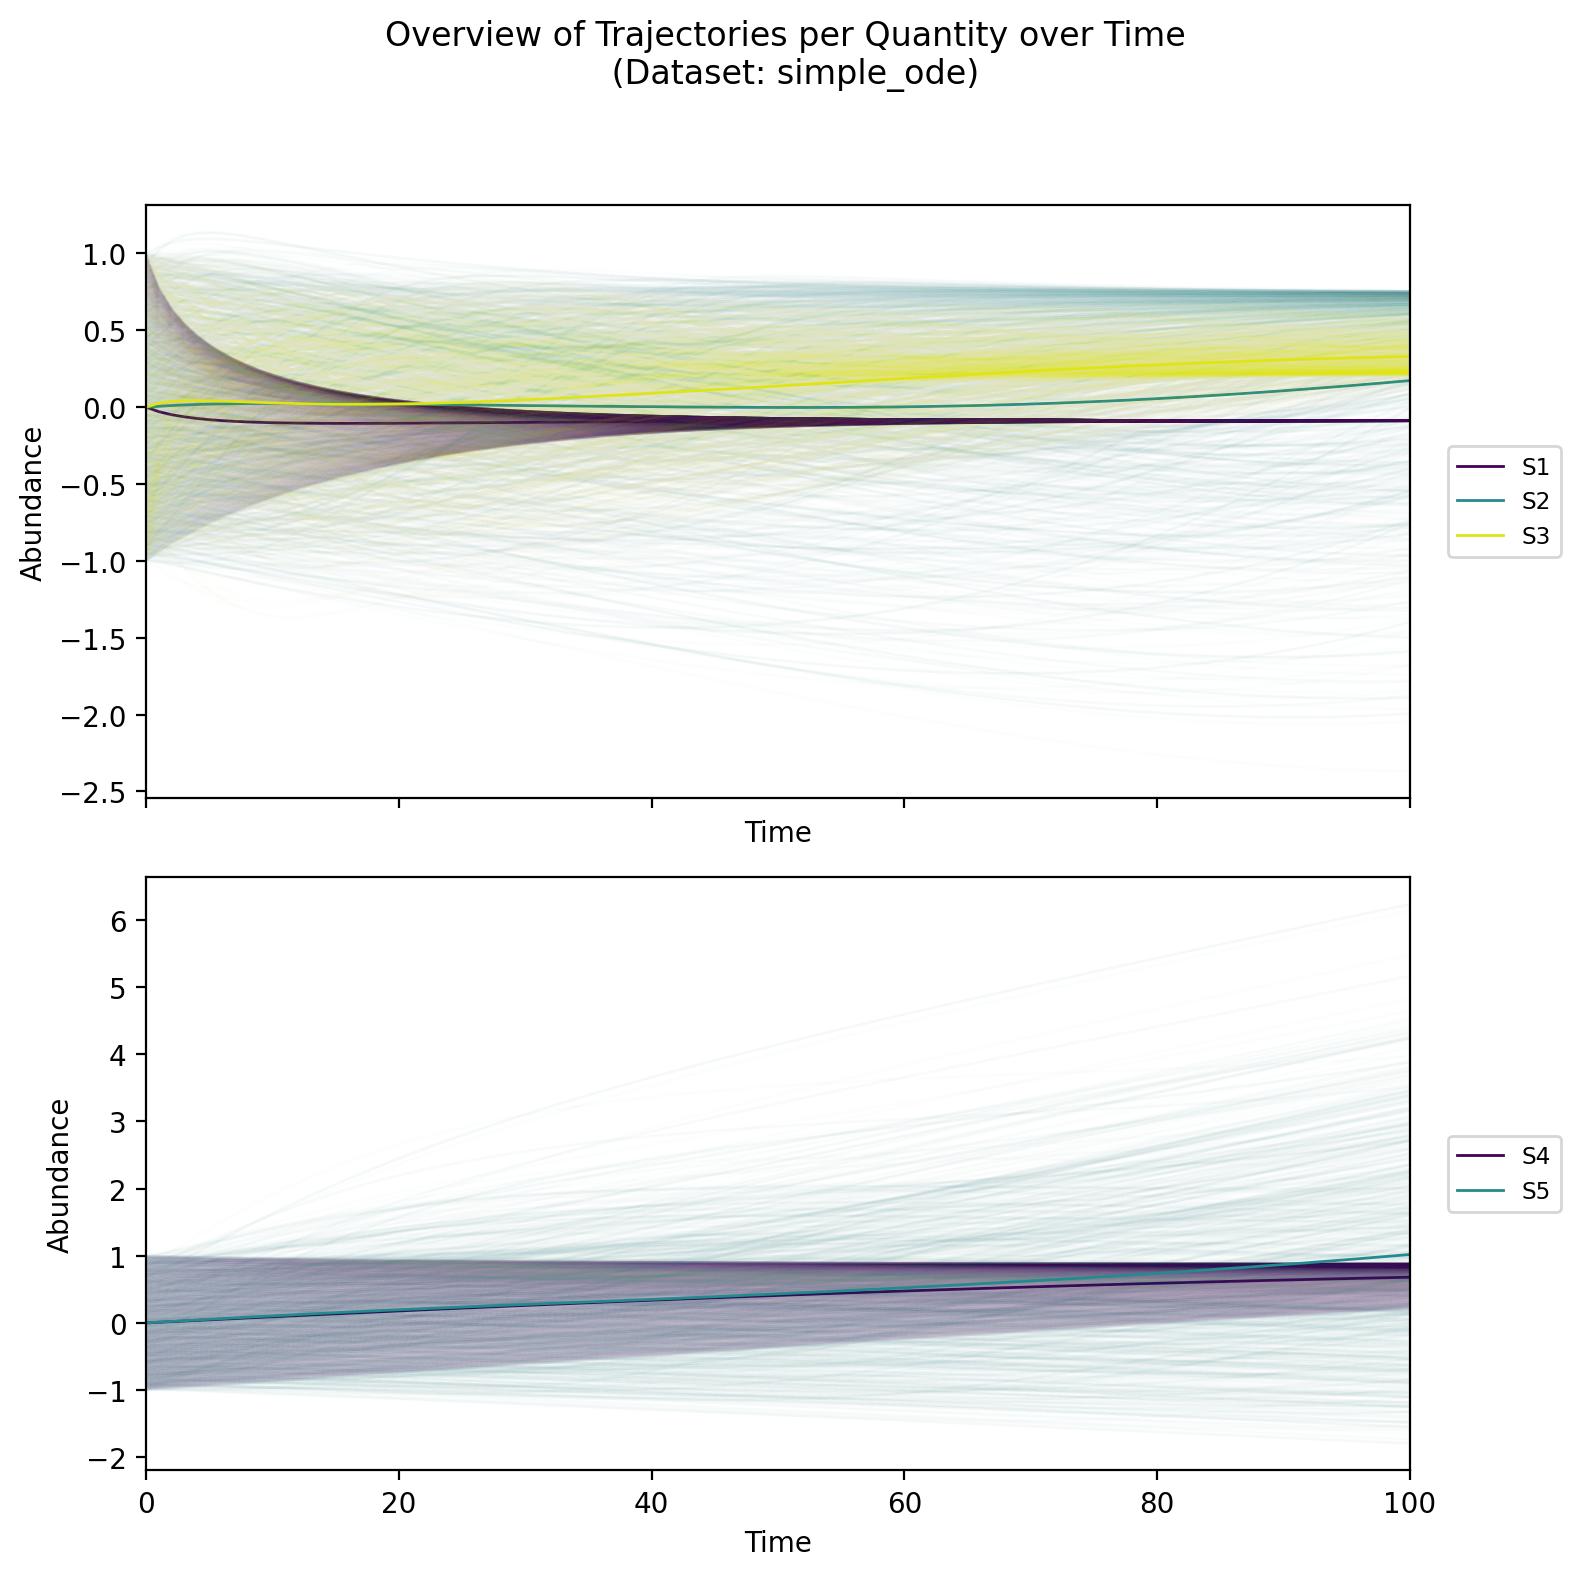 Overview of Trajectories per Quantity over Time
(Dataset: simple_ode)
1.0
0.5
0.0
−0.5
−1.0
−1.5
−2.0
−2.5
Abundance
Time
S1
S2
S3
6
5
4
3
2
1
0
−1
−2
Abundance
0 20 40 60 80 100
Time
S4
S5